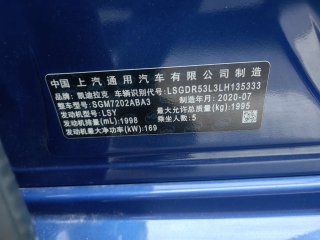 中国 上汽通用汽车有限公司制造
品牌: 凯迪拉克 车辆识别代号: LSGDR53L3LH135333
整车型号: SGM7202ABA3 制造年月: 2020-07
发动机型号: LSY 最大允许总质量(kg): 1995
发动机排量(mL): 1998 乘坐人数: 5
发动机最大净功率(kW): 169